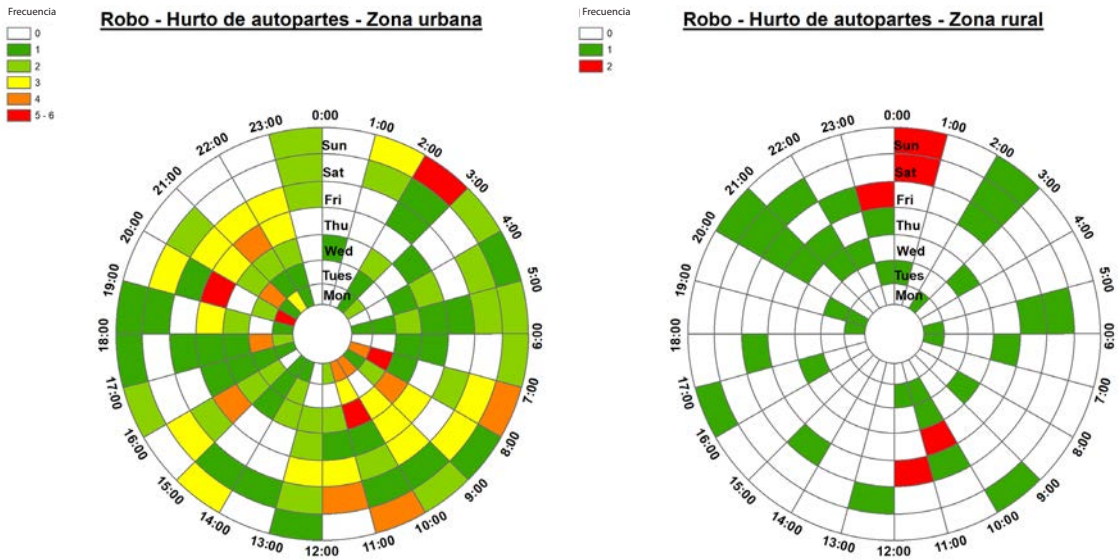 Robo - Hurto de autopartes - Zona urbana
Frecuencia
0
1
2
3
4
5 - 6
0:00
1:00
2:00
3:00
4:00
5:00
6:00
7:00
8:00
9:00
10:00
11:00
12:00
13:00
14:00
15:00
16:00
17:00
18:00
19:00
20:00
21:00
22:00
23:00
Sun
Sat
Fri
Thu
Wed
Tues
Mon
Robo - Hurto de autopartes - Zona rural
Frecuencia
0
1
2
0:00
1:00
2:00
3:00
4:00
5:00
6:00
7:00
8:00
9:00
10:00
11:00
12:00
13:00
14:00
15:00
16:00
17:00
18:00
19:00
20:00
21:00
22:00
23:00
Sun
Sat
Fri
Thu
Wed
Tues
Mon